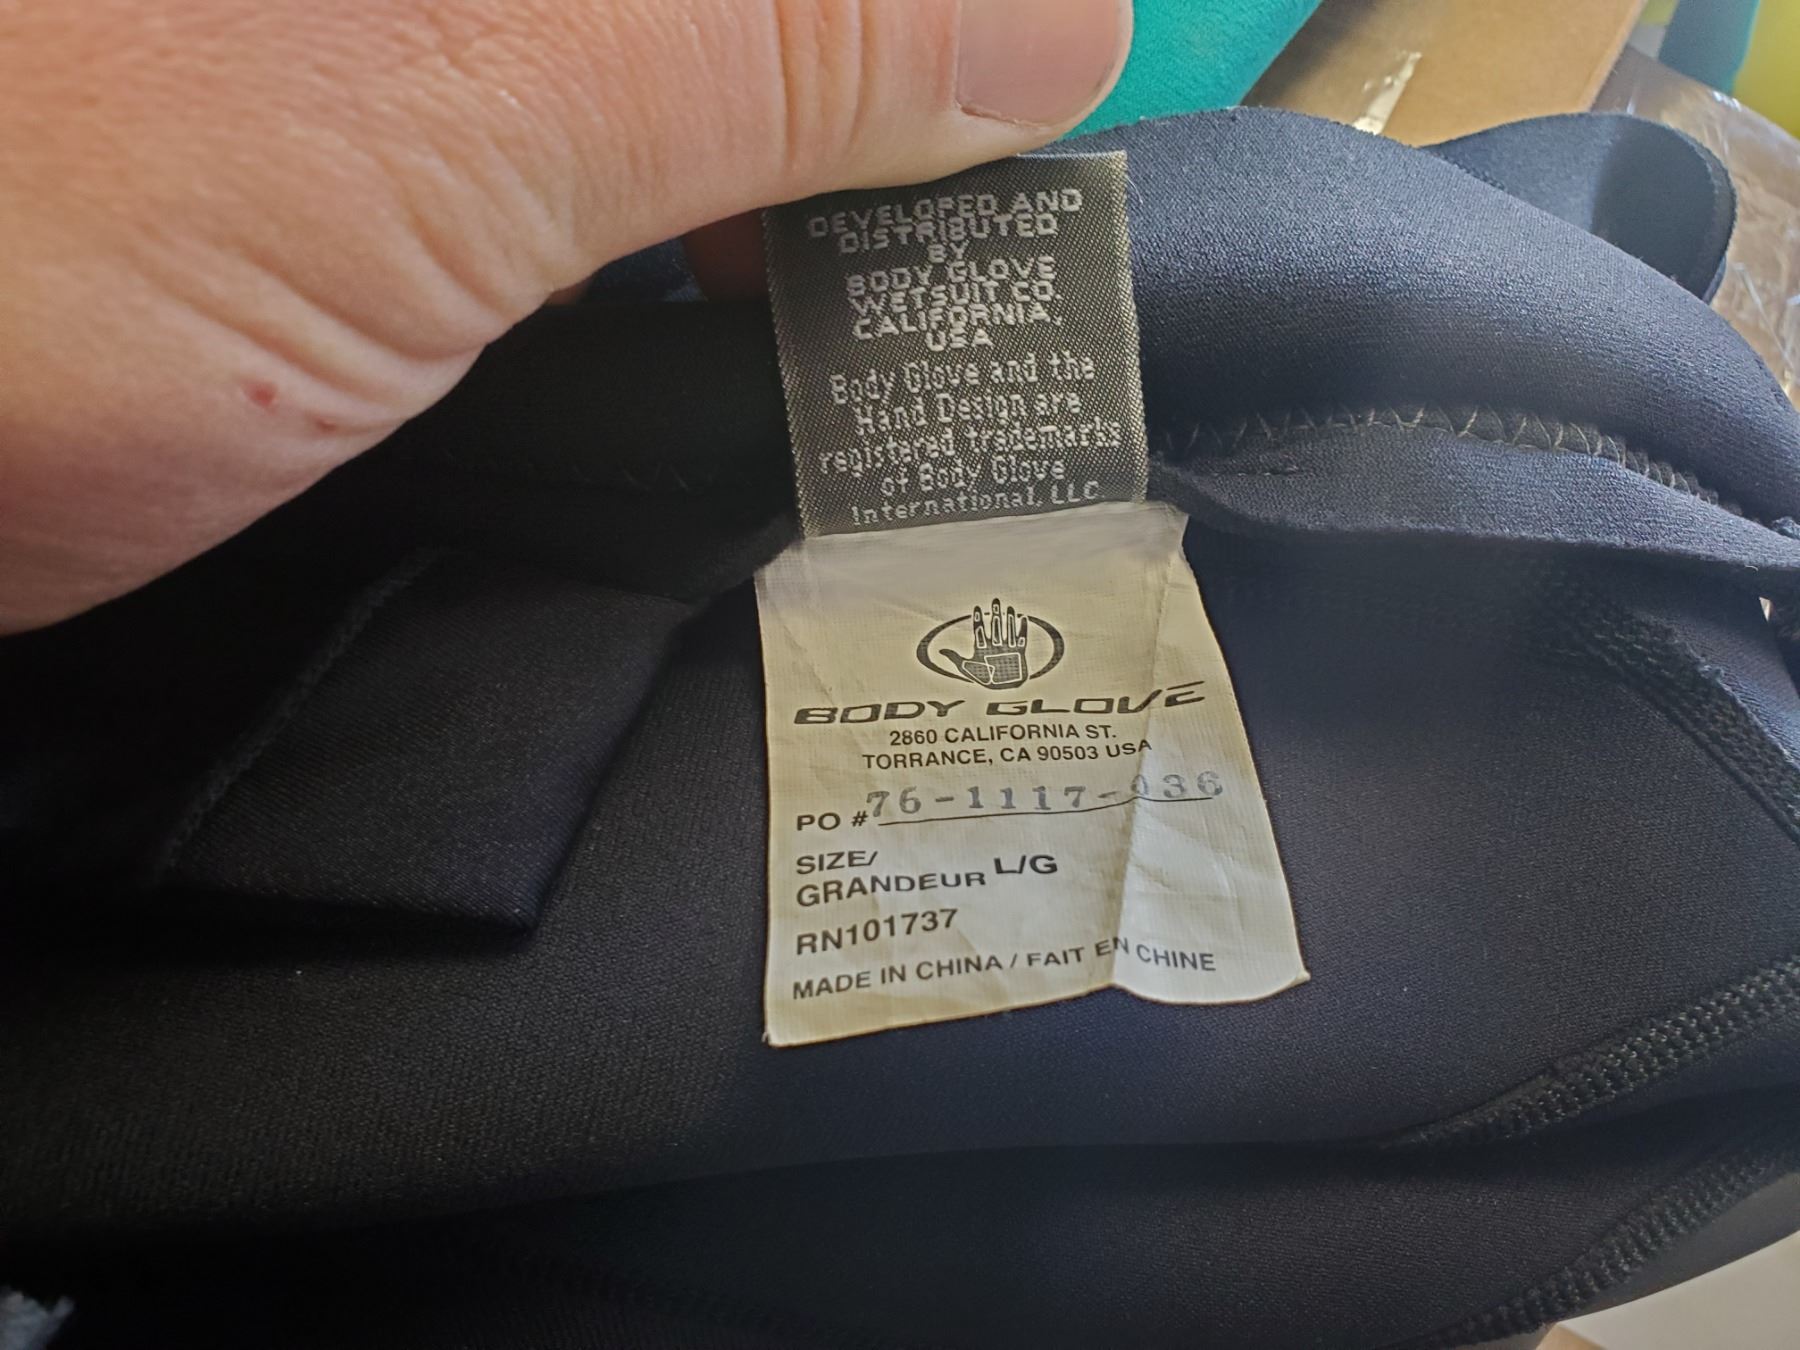 DEVELOPED AND
DISTRIBUTED
BY
BODY GLOVE
WETSUIT CO.
CALIFORNIA,
USA
Body Glove and the
Hand Design are
registered trademarks
of Body Glove
International, LLC
BODY GLOVE
2860 CALIFORNIA ST.
TORRANCE, CA 90503 USA
PO # 76-1117-036
SIZE/
GRANDEUR L/G
RN101737
MADE IN CHINA / FAIT EN CHINE